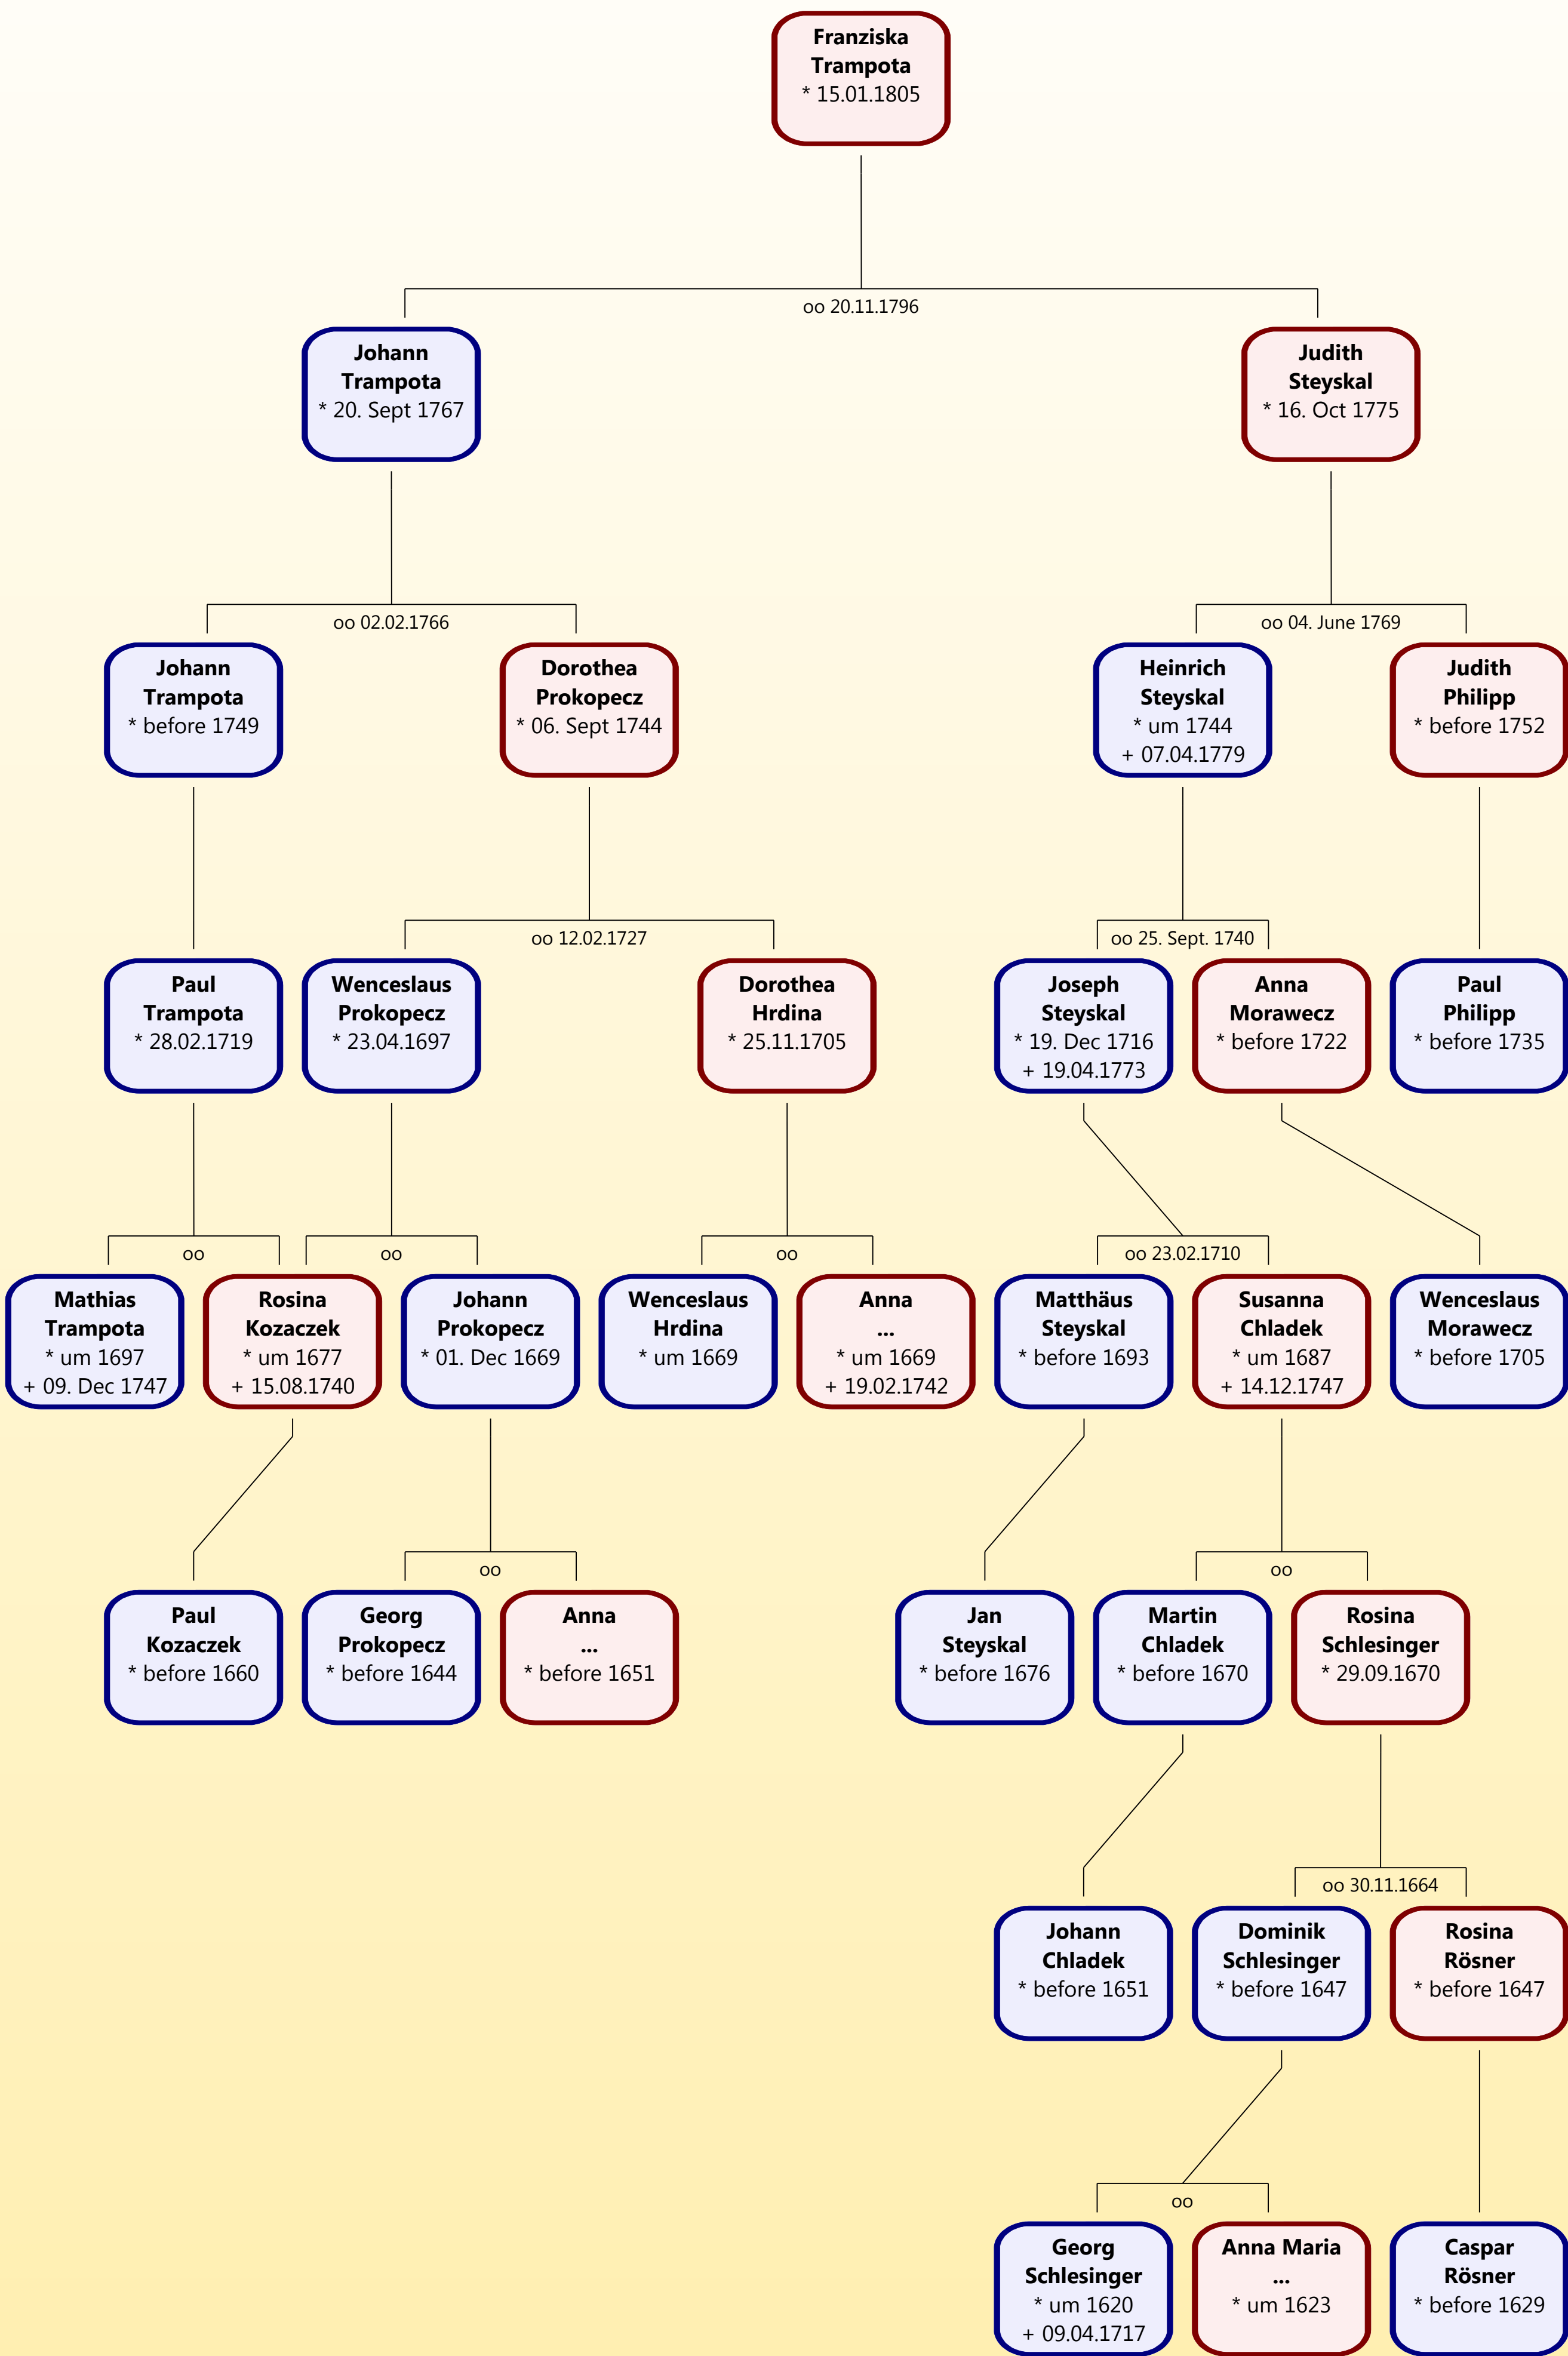 Franziska
Trampota
* 15.01.1805
oo 20.11.1796
Johann
Trampota
* 20. Sept 1767
Judith
Steyskal
* 16. Oct 1775
oo 02.02.1766
oo 04. June 1769
Johann
Trampota
* before 1749
Dorothea
Prokopecz
* 06. Sept 1744
Heinrich
Steyskal
* um 1744
+ 07.04.1779
Judith
Philipp
* before 1752
oo 12.02.1727
oo 25. Sept. 1740
Paul
Trampota
* 28.02.1719
Wenceslaus
Prokopecz
* 23.04.1697
Dorothea
Hrdina
* 25.11.1705
Joseph
Steyskal
* 19. Dec 1716
+ 19.04.1773
Anna
Morawecz
* before 1722
Paul
Philipp
* before 1735
oo
oo
oo
oo 23.02.1710
Mathias
Trampota
* um 1697
+ 09. Dec 1747
Rosina
Kozaczek
* um 1677
+ 15.08.1740
Johann
Prokopecz
* 01. Dec 1669
Wenceslaus
Hrdina
* um 1669
Anna
...
* um 1669
+ 19.02.1742
Matthäus
Steyskal
* before 1693
Susanna
Chladek
* um 1687
+ 14.12.1747
Wenceslaus
Morawecz
* before 1705
oo
oo
Paul
Kozaczek
* before 1660
Georg
Prokopecz
* before 1644
Anna
...
* before 1651
Jan
Steyskal
* before 1676
Martin
Chladek
* before 1670
Rosina
Schlesinger
* 29.09.1670
oo 30.11.1664
Johann
Chladek
* before 1651
Dominik
Schlesinger
* before 1647
Rosina
Rösner
* before 1647
oo
Georg
Schlesinger
* um 1620
+ 09.04.1717
Anna Maria
...
* um 1623
Caspar
Rösner
* before 1629